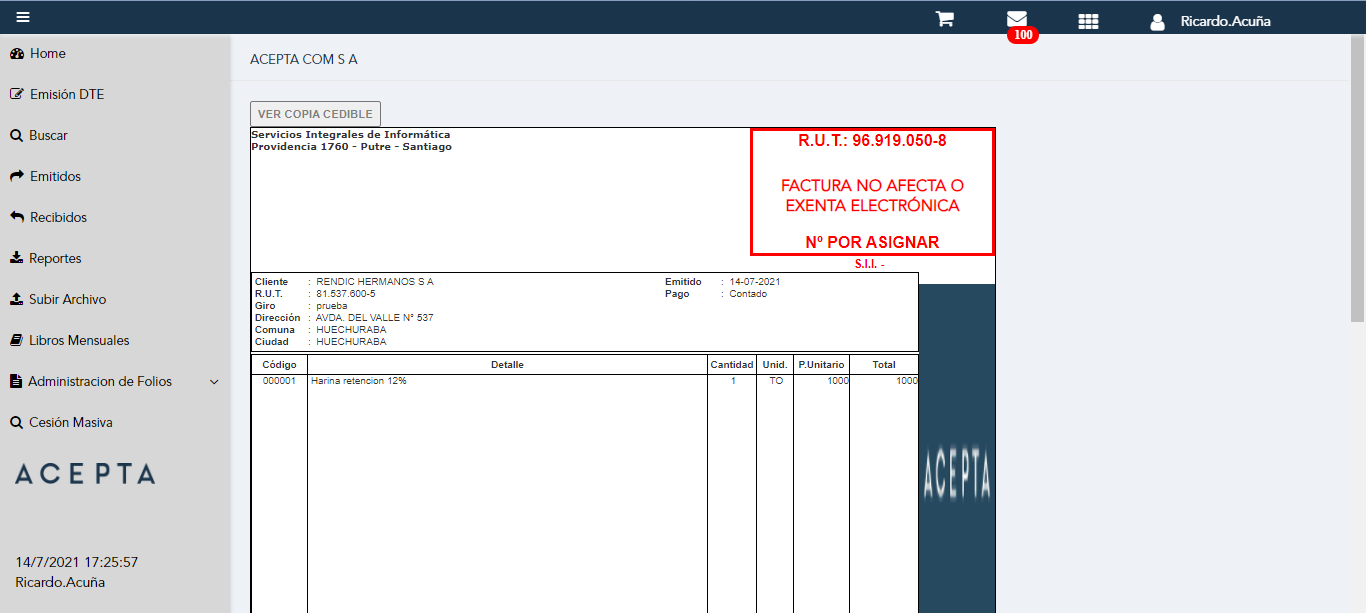 100
Ricardo.Acuña
Home
Emisión DTE
Buscar
Emitidos
Recibidos
Reportes
Subir Archivo
Libros Mensuales
Administracion de Folios
Cesión Masiva
ACEPTA
14/7/2021 17:25:57
Ricardo.Acuña
ACEPTA COM S A
VER COPIA CEDIBLE
Servicios Integrales de Informática
Providencia 1760 - Putre - Santiago
R.U.T.: 96.919.050-8
FACTURA NO AFECTA O
EXENTA ELECTRÓNICA
Nº POR ASIGNAR
S.I.I. -
Cliente : RENDIC HERMANOS S A Emitido : 14-07-2021
R.U.T. : 81.537.600-5 Pago : Contado
Giro : prueba
Dirección : AVDA. DEL VALLE N° 537
Comuna : HUECHURABA
Ciudad : HUECHURABA
Código Detalle Cantidad Unid. P.Unitario Total
000001 Harina retencion 12% 1 TO 1000 1000
ACEPTA